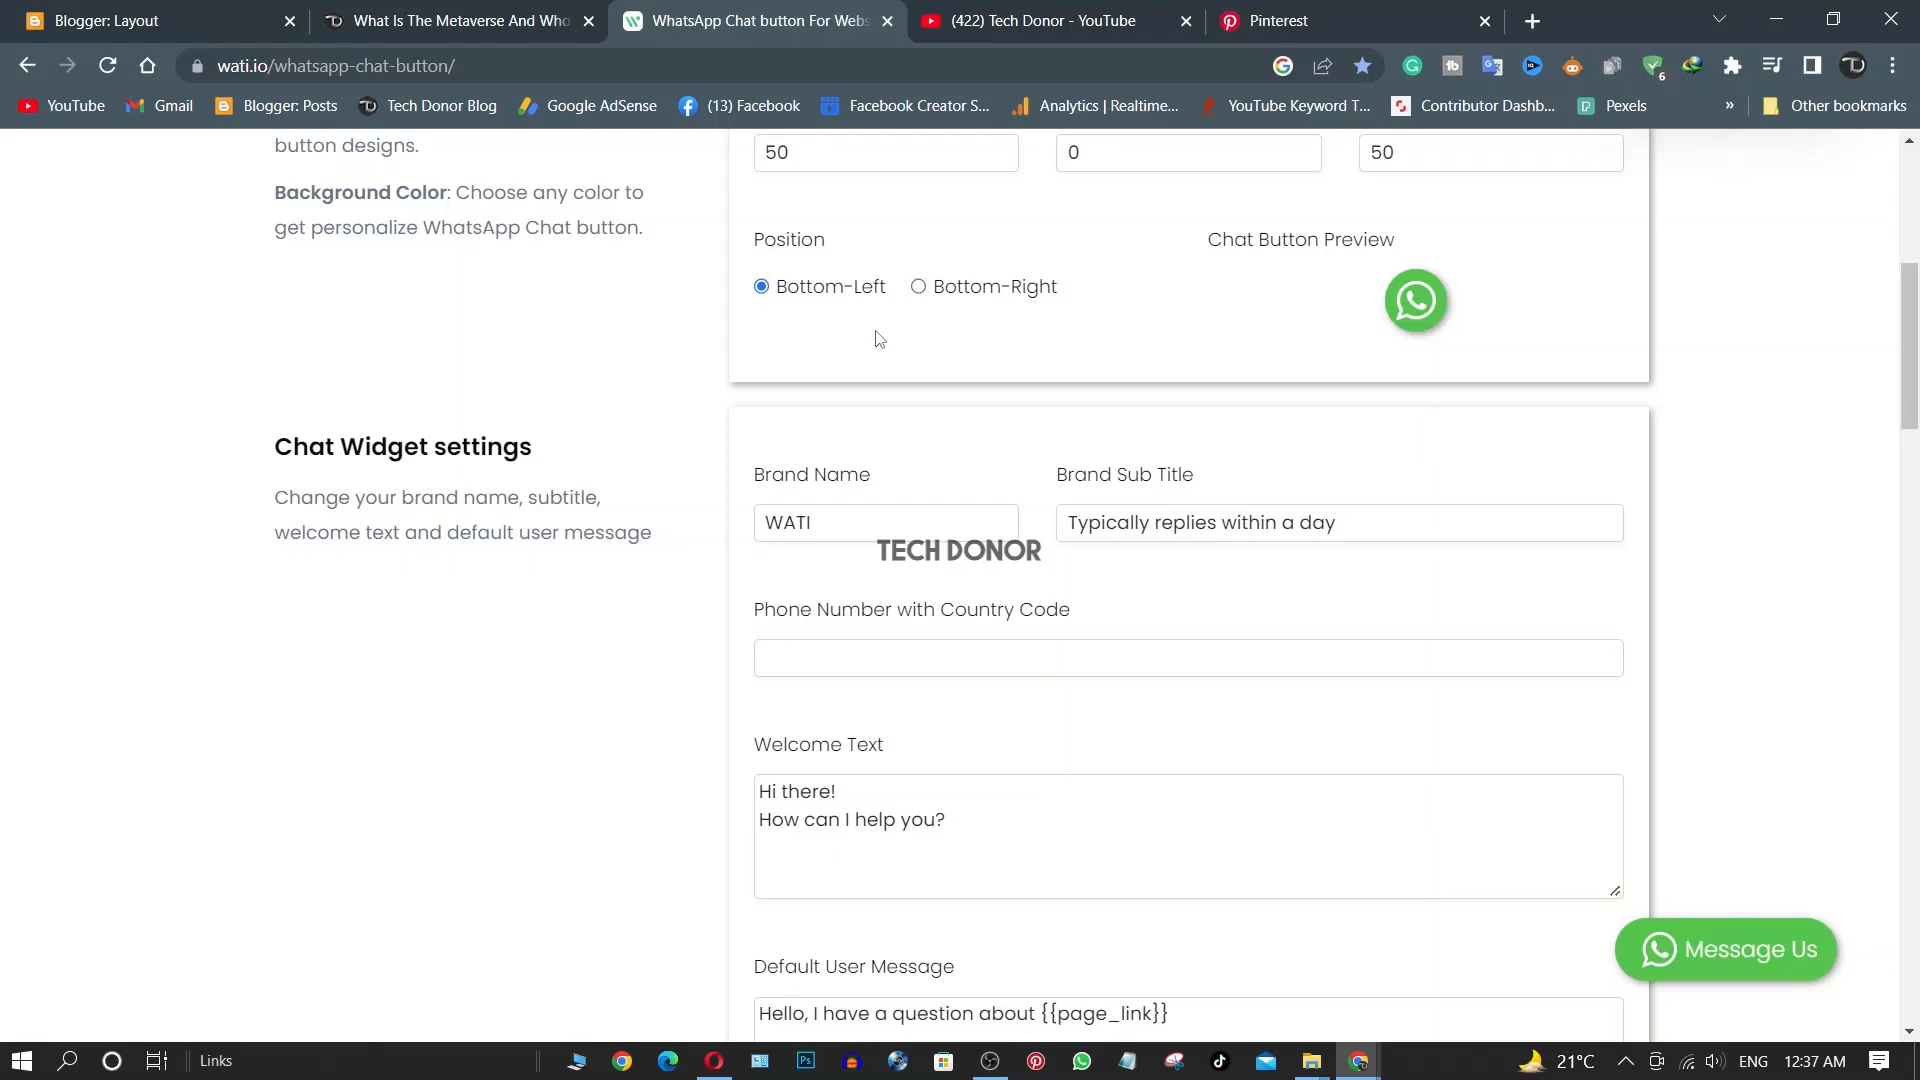 Blogger: Layout
What Is The Metaverse And Who
WhatsApp Chat button For Webs
(422) Tech Donor - YouTube
Pinterest
wati.io/whatsapp-chat-button/
6
YouTube
Gmail
Blogger: Posts
Tech Donor Blog
Google AdSense
(13) Facebook
Facebook Creator S...
Analytics | Realtime...
YouTube Keyword T...
Contributor Dashb...
Pexels
»
Other bookmarks
button designs.
Background Color: Choose any color to
get personalize WhatsApp Chat button.
50
0
50
Position
Chat Button Preview
Bottom-Left
Bottom-Right
Chat Widget settings
Change your brand name, subtitle,
welcome text and default user message
Brand Name
Brand Sub Title
WATI
Typically replies within a day
TECH DONOR
Phone Number with Country Code
Welcome Text
Hi there!
How can I help you?
Default User Message
Hello, I have a question about {{page_link}}
Message Us
Links
Ps
21°C
ENG
12:37 AM